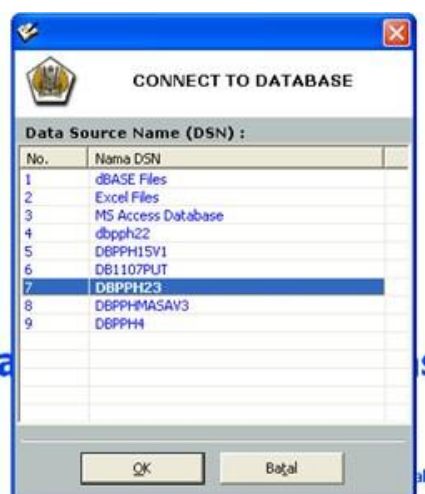 CONNECT TO DATABASE
Data Source Name (DSN) :
No. Nama DSN
1 dBASE Files
2 Excel Files
3 MS Access Database
4 dbpph22
5 DBPPH15V1
6 DB1107PUT
7 DBPPH23
8 DBPPHMASAV3
9 DBPPH4
OK Batal